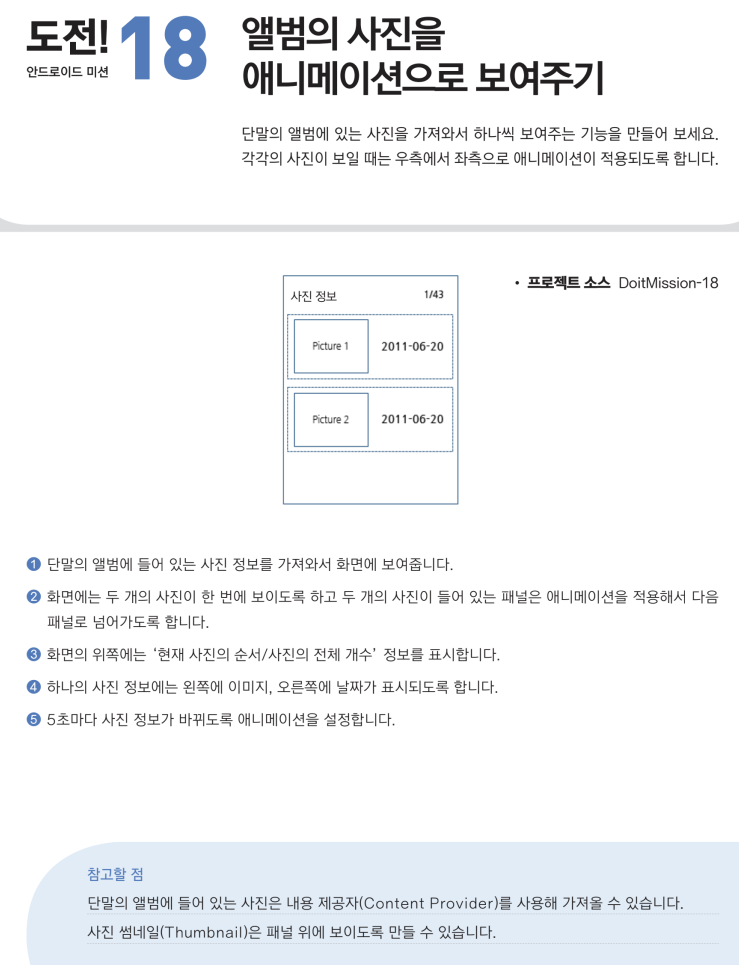 도전! 18
안드로이드 미션
앨범의 사진을
애니메이션으로 보여주기
단말의 앨범에 있는 사진을 가져와서 하나씩 보여주는 기능을 만들어 보세요.
각각의 사진이 보일 때는 우측에서 좌측으로 애니메이션이 적용되도록 합니다.
• 프로젝트 소스 DoitMission-18
사진 정보 1/43
Picture 1 2011-06-20
Picture 2 2011-06-20
❶ 단말의 앨범에 들어 있는 사진 정보를 가져와서 화면에 보여줍니다.
❷ 화면에는 두 개의 사진이 한 번에 보이도록 하고 두 개의 사진이 들어 있는 패널은 애니메이션을 적용해서 다음
패널로 넘어가도록 합니다.
❸ 화면의 위쪽에는 ‘현재 사진의 순서/사진의 전체 개수’ 정보를 표시합니다.
❹ 하나의 사진 정보에는 왼쪽에 이미지, 오른쪽에 날짜가 표시되도록 합니다.
❺ 5초마다 사진 정보가 바뀌도록 애니메이션을 설정합니다.
참고할 점
단말의 앨범에 들어 있는 사진은 내용 제공자(Content Provider)를 사용해 가져올 수 있습니다.
사진 썸네일(Thumbnail)은 패널 위에 보이도록 만들 수 있습니다.